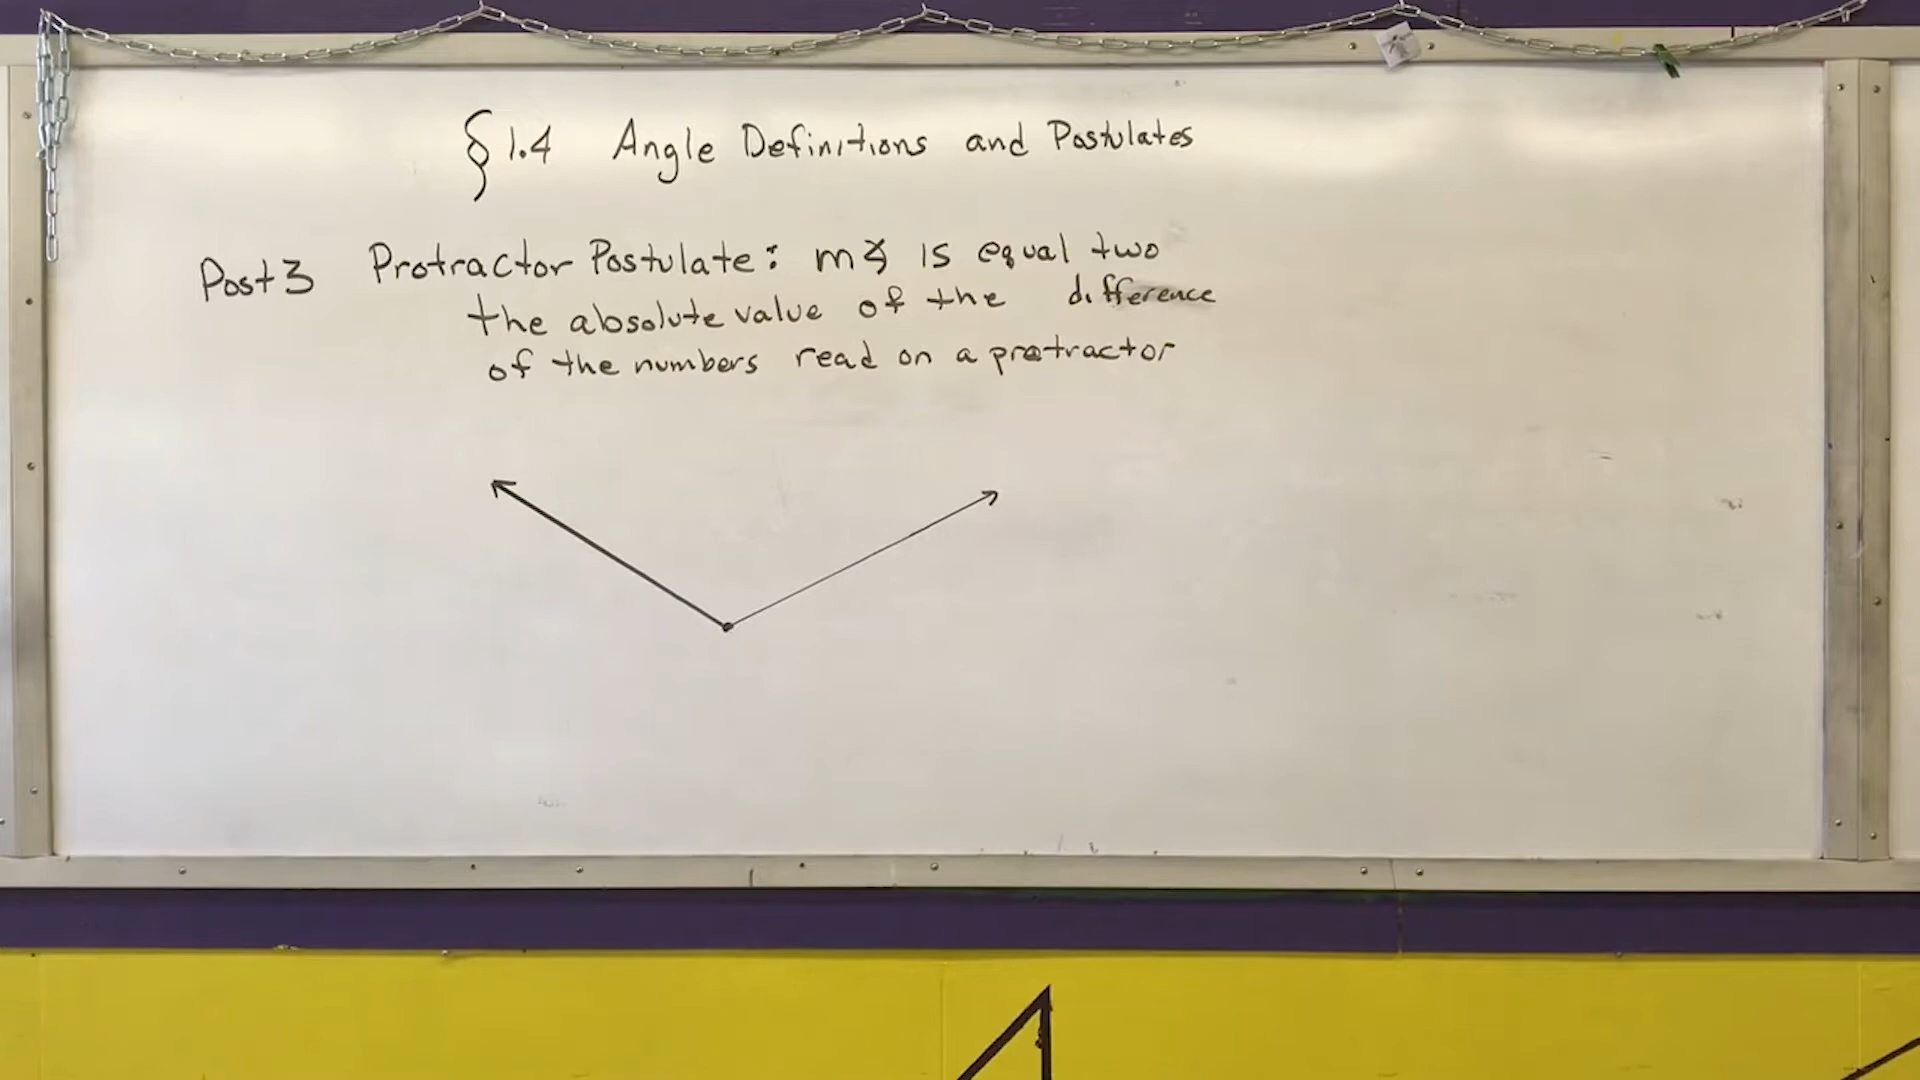 § 1.4 Angle Definitions and Postulates
Post 3 Protractor Postulate: m∡ is equal two
the absolute value of the difference
of the numbers read on a protractor